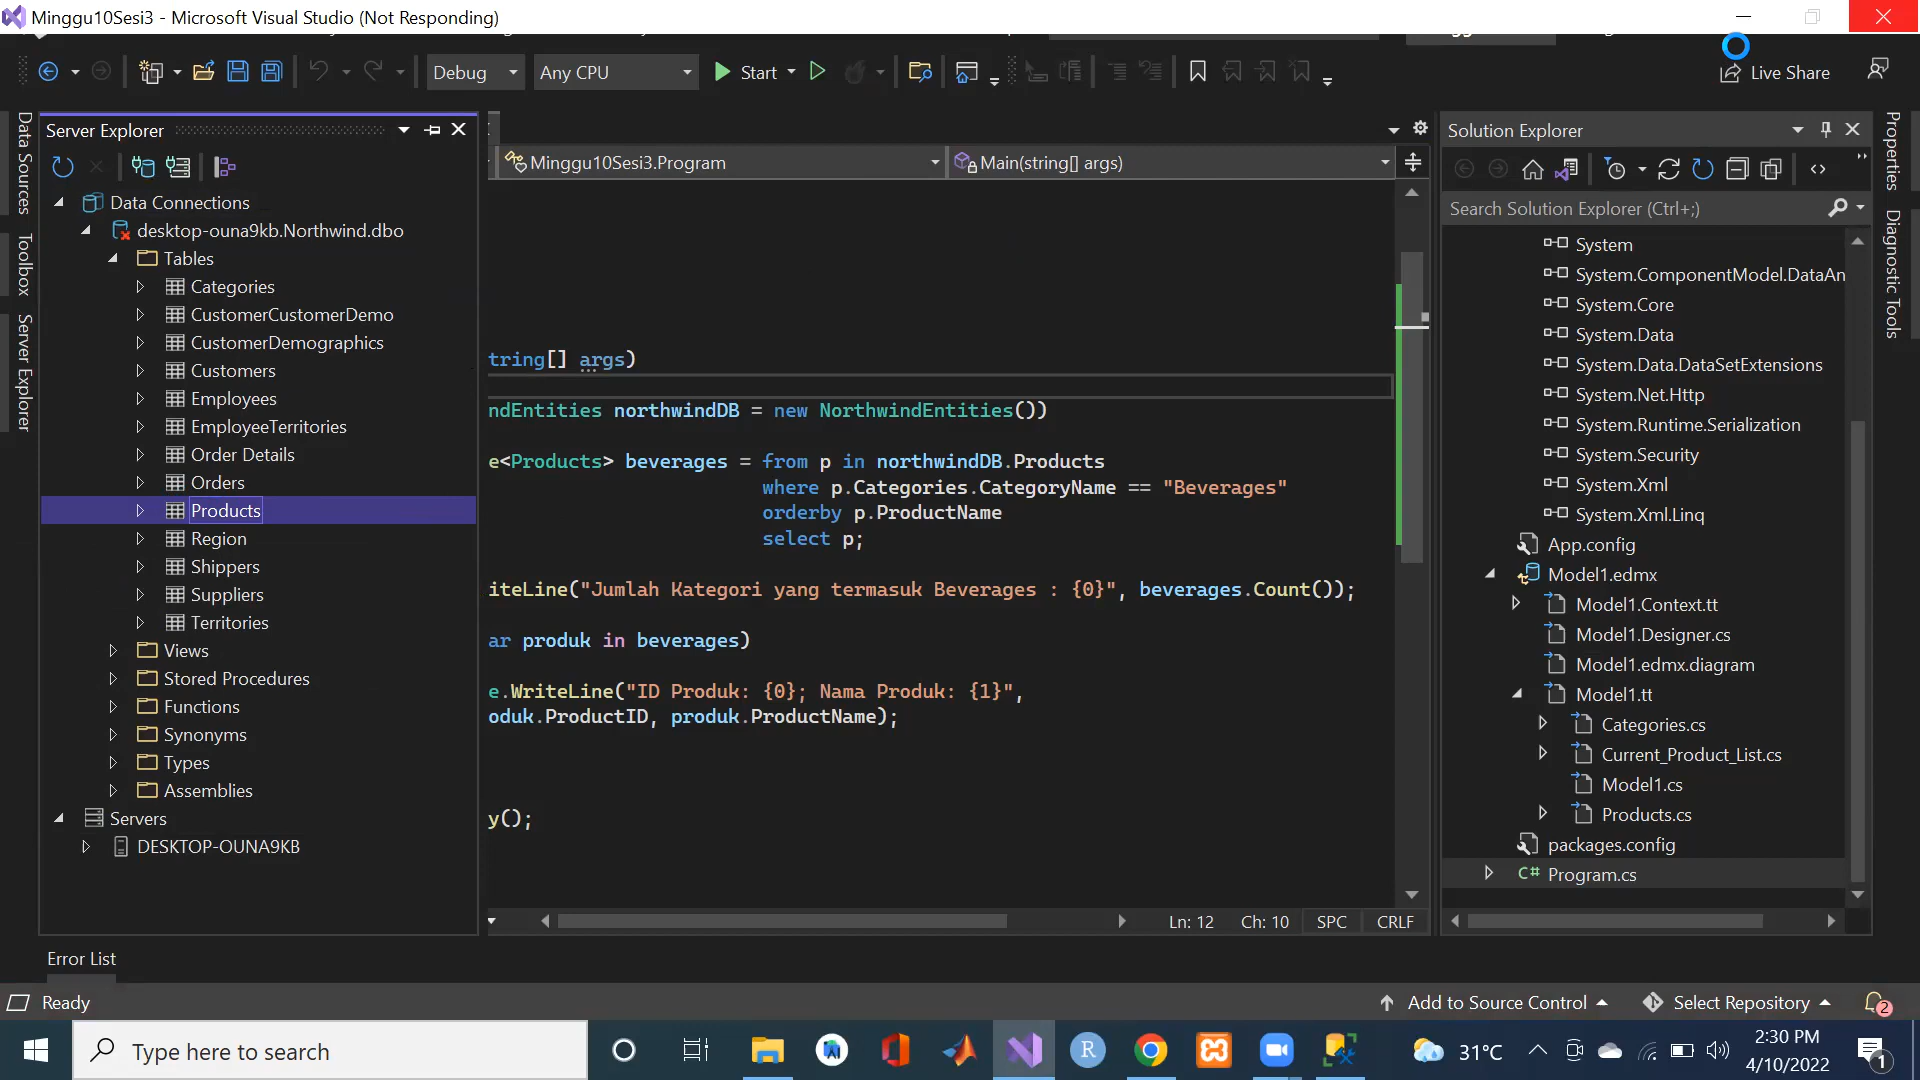 Minggu10Sesi3 - Microsoft Visual Studio (Not Responding)
Debug
Any CPU
Start
Live Share
Data Sources
Toolbox
Server Explorer
Server Explorer
Data Connections
desktop-ouna9kb.Northwind.dbo
Tables
Categories
CustomerCustomerDemo
CustomerDemographics
Customers
Employees
EmployeeTerritories
Order Details
Orders
Products
Region
Shippers
Suppliers
Territories
Views
Stored Procedures
Functions
Synonyms
Types
Assemblies
Servers
DESKTOP-OUNA9KB
Minggu10Sesi3.Program
Main(string[] args)
tring[] args)
ndEntities northwindDB = new NorthwindEntities())
e<Products> beverages = from p in northwindDB.Products
where p.Categories.CategoryName == "Beverages"
orderby p.ProductName
select p;
iteLine("Jumlah Kategori yang termasuk Beverages : {0}", beverages.Count());
ar produk in beverages)
e.WriteLine("ID Produk: {0}; Nama Produk: {1}",
oduk.ProductID, produk.ProductName);
y();
Ln: 12
Ch: 10
SPC
CRLF
Solution Explorer
Search Solution Explorer (Ctrl+;)
System
System.ComponentModel.DataAn
System.Core
System.Data
System.Data.DataSetExtensions
System.Net.Http
System.Runtime.Serialization
System.Security
System.Xml
System.Xml.Linq
App.config
Model1.edmx
Model1.Context.tt
Model1.Designer.cs
Model1.edmx.diagram
Model1.tt
Categories.cs
Current_Product_List.cs
Model1.cs
Products.cs
packages.config
C# Program.cs
Properties
Diagnostic Tools
Error List
Ready
Add to Source Control
Select Repository
2
Type here to search
31°C
2:30 PM
4/10/2022
1